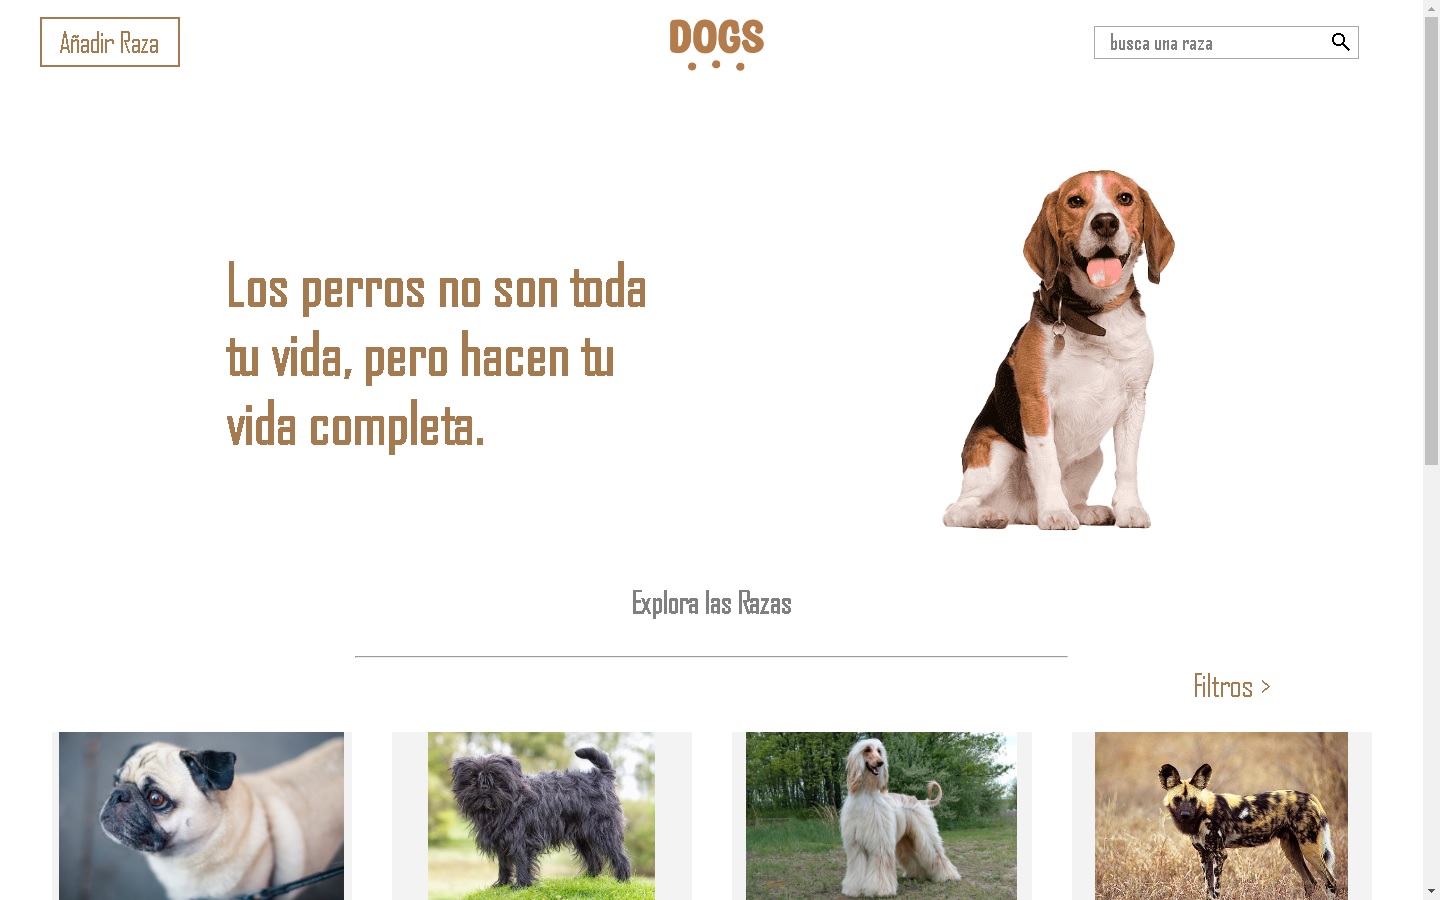 Añadir Raza
DOGS
busca una raza
Los perros no son toda
tu vida, pero hacen tu
vida completa.
Explora las Razas
Filtros >